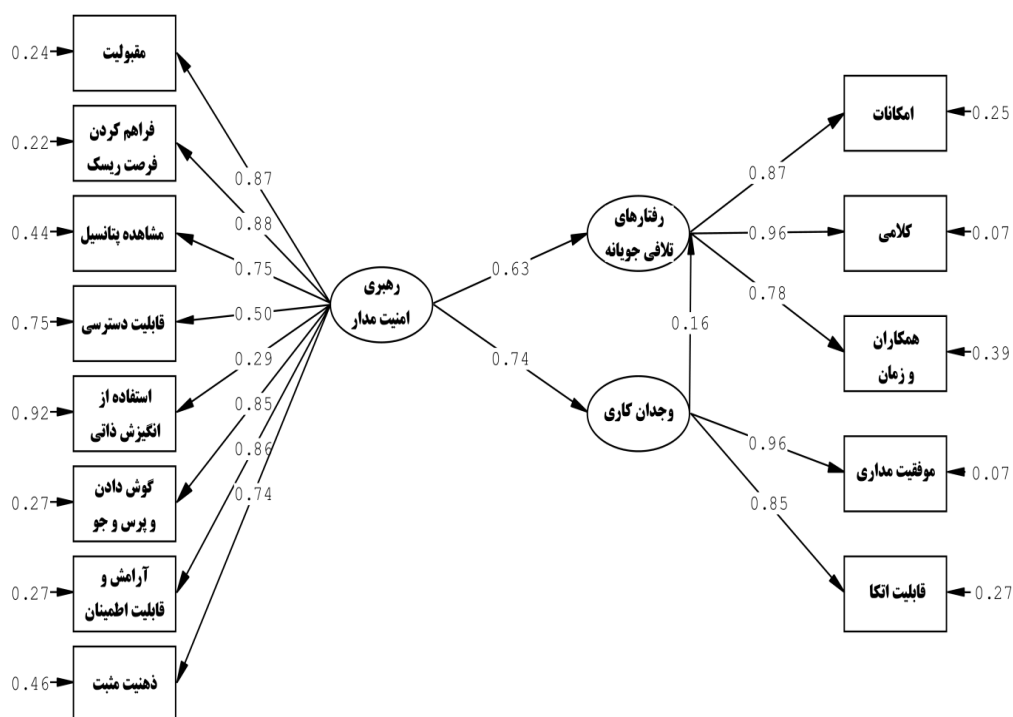 مقبولیت
0.24
فراهم کردن
فرصت ریسک
0.22
مشاهده پتانسیل
0.44
قابلیت دسترسی
0.75
استفاده از
انگیزش ذاتی
0.92
گوش دادن
و پرس و جو
0.27
آرامش و
قابلیت اطمینان
0.27
ذهنیت مثبت
0.46
0.87
0.88
0.75
0.50
0.29
0.85
0.86
0.74
رهبری
امنیت مدار
0.63
0.74
رفتارهای
تلافی جویانه
0.16
وجدان کاری
0.87
0.96
0.78
0.96
0.85
امکانات
0.25
کلامی
0.07
همکاران
و زمان
0.39
موفقیت مداری
0.07
قابلیت اتکا
0.27